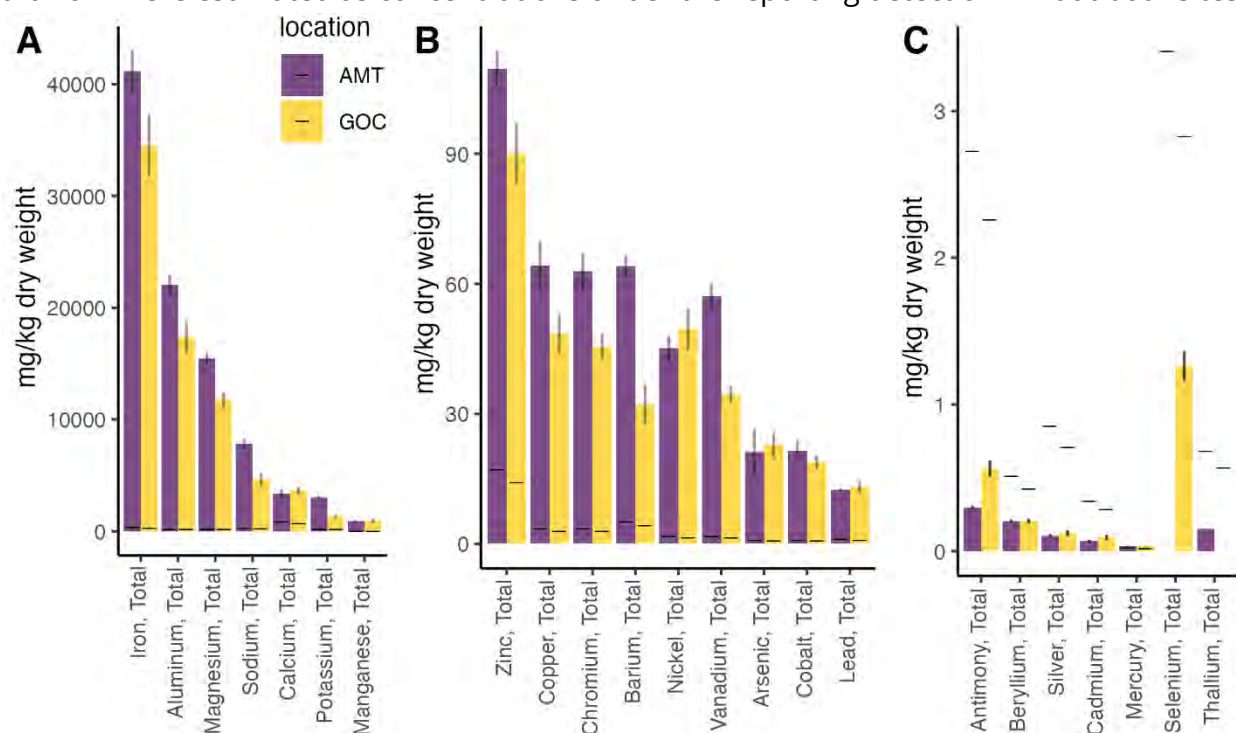 A
B
C
location
AMT
GOC
mg/kg dry weight
40000
30000
20000
10000
0
Iron, Total
Aluminum, Total
Magnesium, Total
Sodium, Total
Calcium, Total
Potassium, Total
Manganese, Total
mg/kg dry weight
90
60
30
0
Zinc, Total
Copper, Total
Chromium, Total
Barium, Total
Nickel, Total
Vanadium, Total
Arsenic, Total
Cobalt, Total
Lead, Total
mg/kg dry weight
3
2
1
0
Antimony, Total
Beryllium, Total
Silver, Total
Cadmium, Total
Mercury, Total
Selenium, Total
Thallium, Total